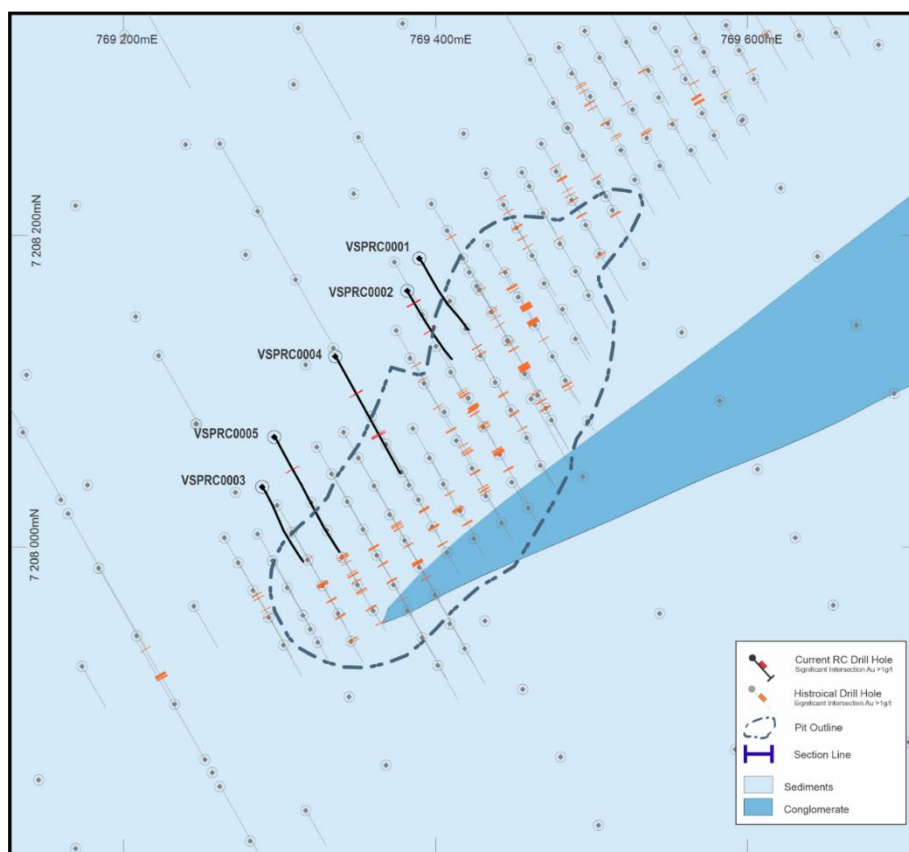 769 200mE
769 400mE
769 600mE
7 208 200mN
7 208 000mN
VSPRC0001
VSPRC0002
VSPRC0004
VSPRC0005
VSPRC0003
Current RC Drill Hole
Significant Intersection Au >1g/t
Histroical Drill Hole
Significant Intersection Au >1g/t
Pit Outline
Section Line
Sediments
Conglomerate